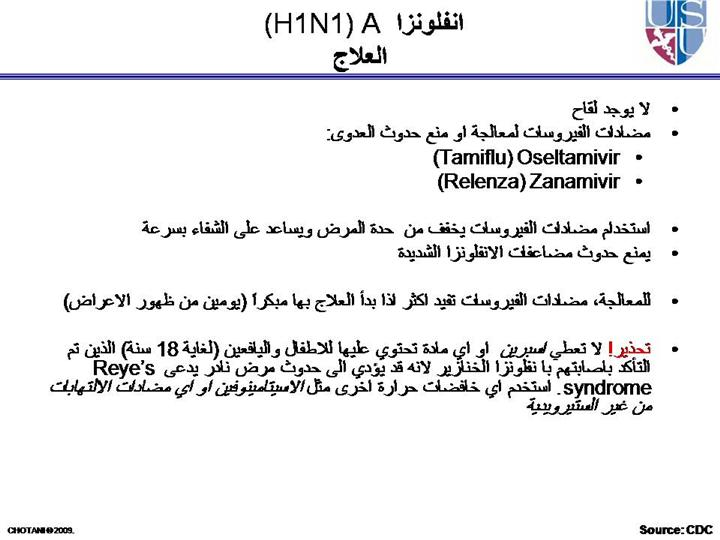 انفلونزا A (H1N1)
العلاج
• لا يوجد لقاح
• مضادات الفيروسات لمعالجة او منع حدوث العدوى:
• Oseltamivir (Tamiflu)
• Zanamivir (Relenza)
• استخدام مضادات الفيروسات يخفف من حدة المرض ويساعد على الشفاء بسرعة
• يمنع حدوث مضاعفات الانفلونزا الشديدة
• للمعالجة، مضادات الفيروسات تفيد اكثر اذا بدأ العلاج بها مبكراً (يومين من ظهور الاعراض)
• تحذير! لا تعطي اسبرين او اي مادة تحتوي عليها للاطفال واليافعين (لغاية 18 سنة) الذين تم
التأكد باصابتهم با نفلونزا الخنازير لانه قد يؤدي الى حدوث مرض نادر يدعى Reye's
syndrome. استخدم اي خافضات حرارة اخرى مثل الاسيتامينوفين او اي مضادات الالتهابات
من غير الستيرويدية
CHOTANI©2009.
Source: CDC